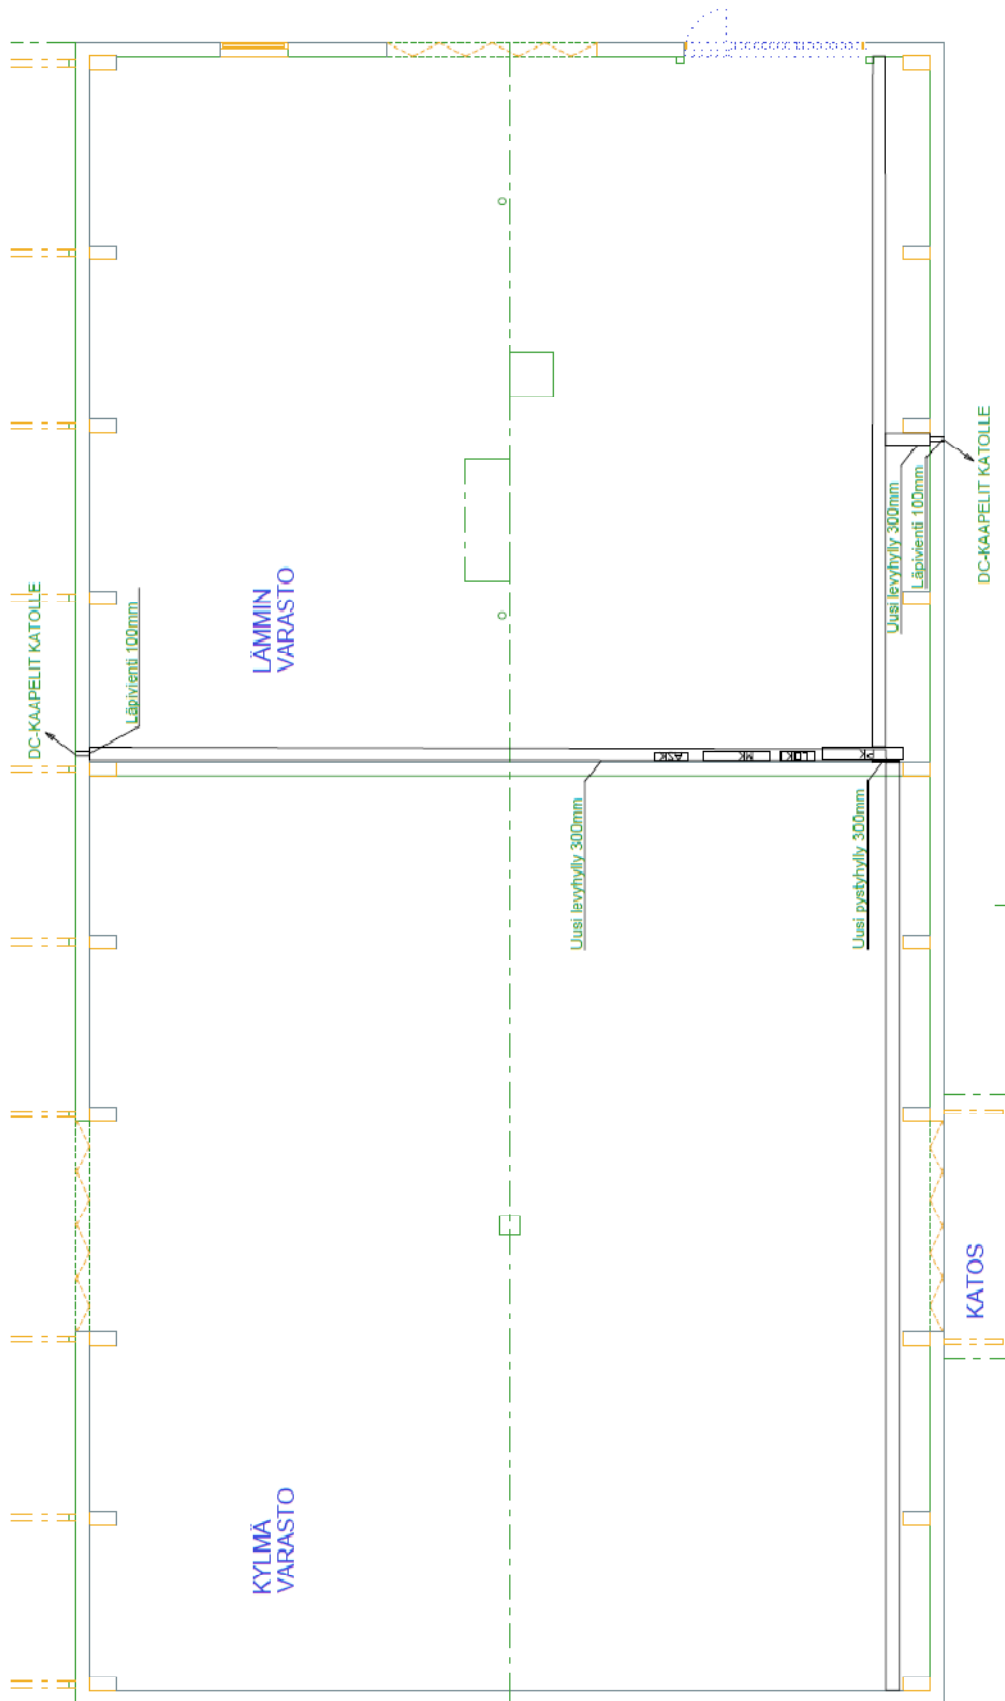 DC-KAAPELIT KATOLLE
Läpivienti 100mm
LÄMMIN
VARASTO
DC-KAAPELIT KATOLLE
Uusi levyhylly 300mm
Läpivienti 100mm
MK
LDK
PK
Uusi levyhylly 300mm
Uusi pystyhylly 300mm
KATOS
KYLMÄ
VARASTO